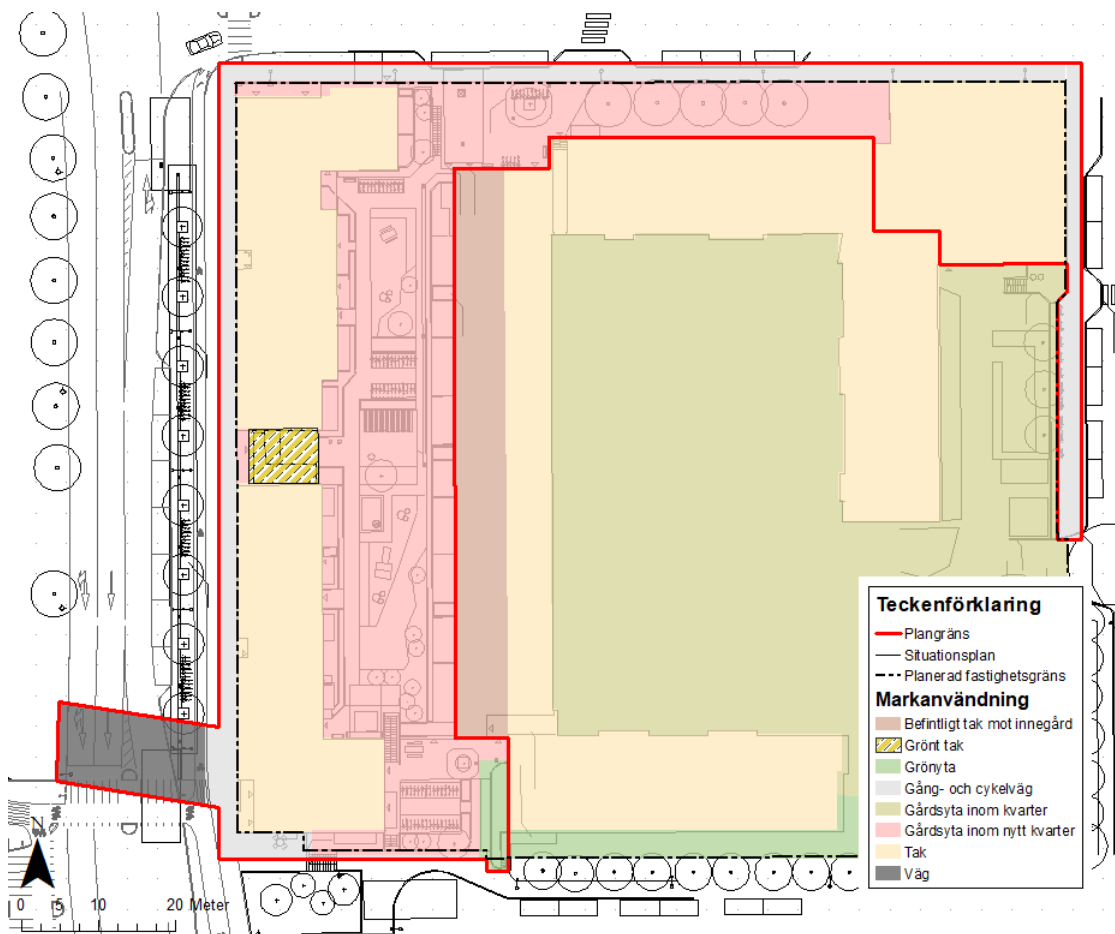 Teckenförklaring
Plangräns
Situationsplan
Planerad fastighetsgräns
Markanvändning
Befintligt tak mot innegård
Grönt tak
Grönyta
Gång- och cykelväg
Gårdsyta inom kvarter
Gårdsyta inom nytt kvarter
Tak
Väg
N
0 5 10 20 Meter